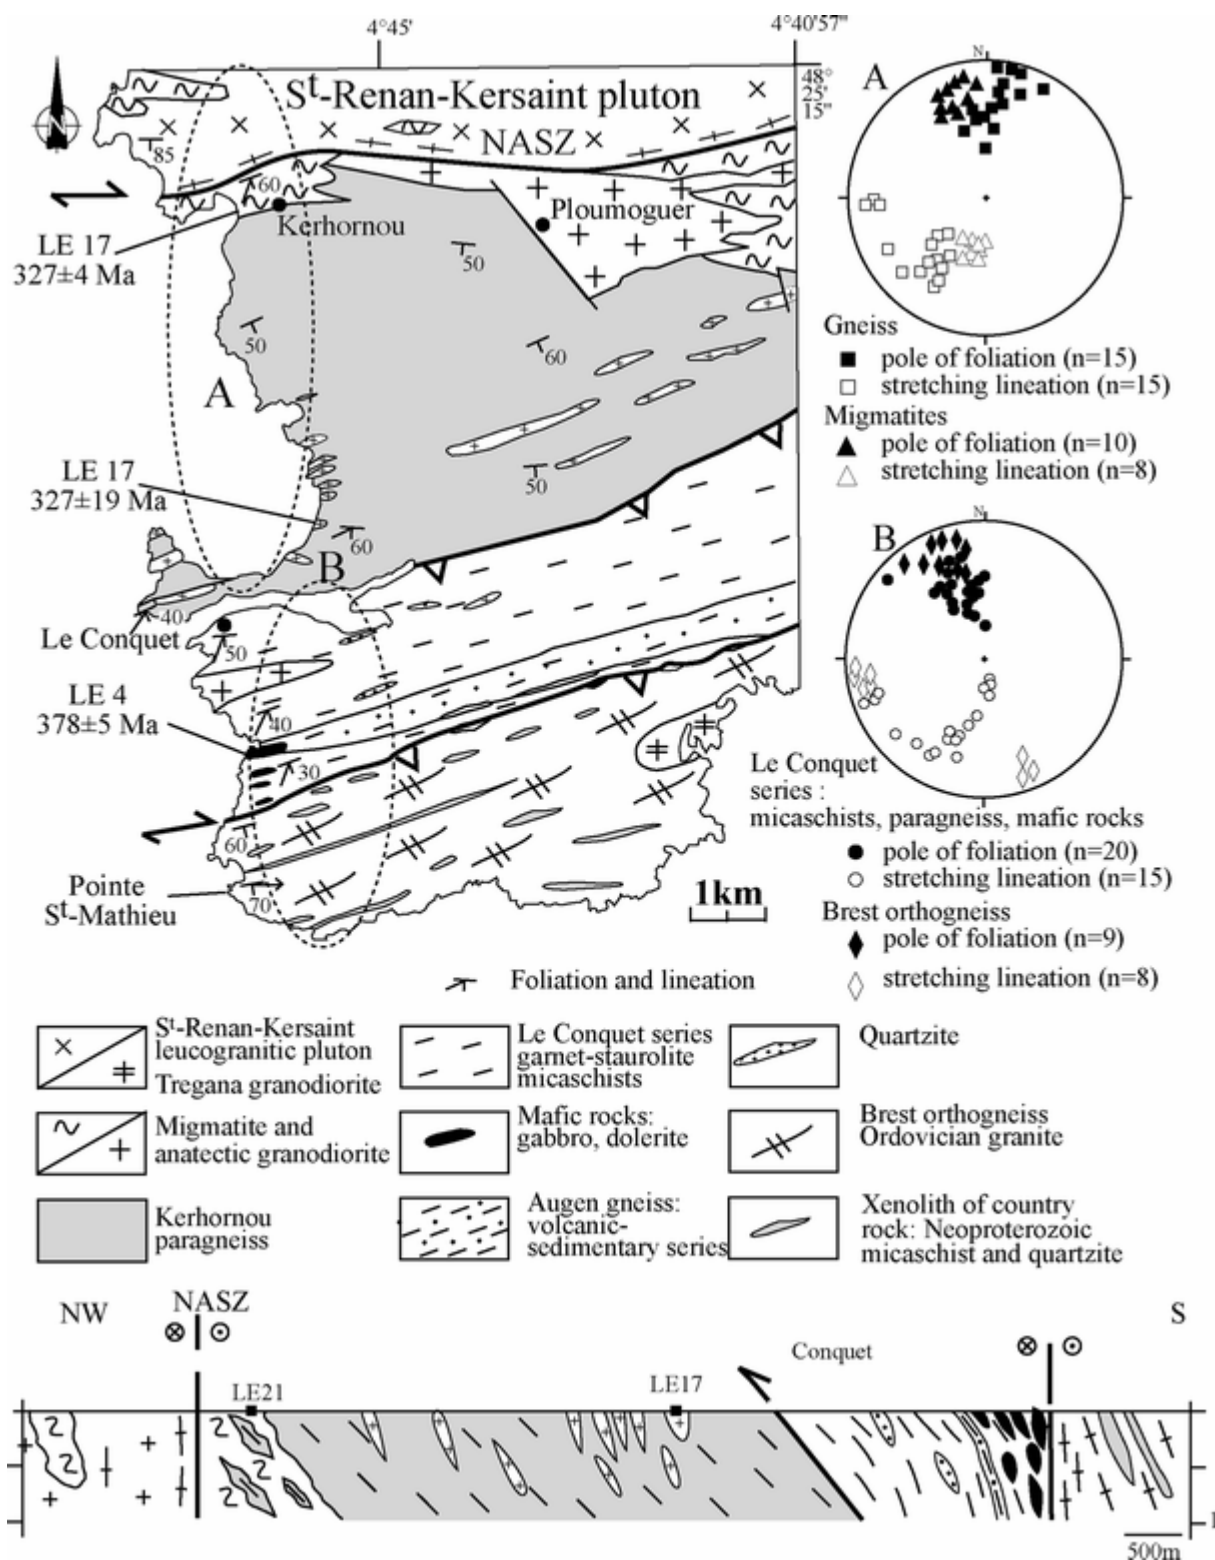 4°45'
4°40'57"
48°
25'
15"
St-Renan-Kersaint pluton
NASZ
85
60
Kerhornou
Ploumoguer
LE 17
327±4 Ma
50
50
60
A
LE 17
327±19 Ma
50
60
B
40
Le Conquet
50
LE 4
378±5 Ma
40
30
60
Pointe
St-Mathieu
70
1km
N
A
N
Gneiss
pole of foliation (n=15)
stretching lineation (n=15)
Migmatites
pole of foliation (n=10)
stretching lineation (n=8)
N
B
Le Conquet
series :
micaschists, paragneiss, mafic rocks
pole of foliation (n=20)
stretching lineation (n=15)
Brest orthogneiss
pole of foliation (n=9)
stretching lineation (n=8)
Foliation and lineation
St-Renan-Kersaint
leucogranitic pluton
Tregana granodiorite
Le Conquet series
garnet-staurolite
micaschists
Quartzite
Migmatite and
anatectic granodiorite
Mafic rocks:
gabbro, dolerite
Brest orthogneiss
Ordovician granite
Kerhornou
paragneiss
Augen gneiss:
volcanic-
sedimentary series
Xenolith of country
rock: Neoproterozoic
micaschist and quartzite
NW
NASZ
S
Conquet
LE21
LE17
500m